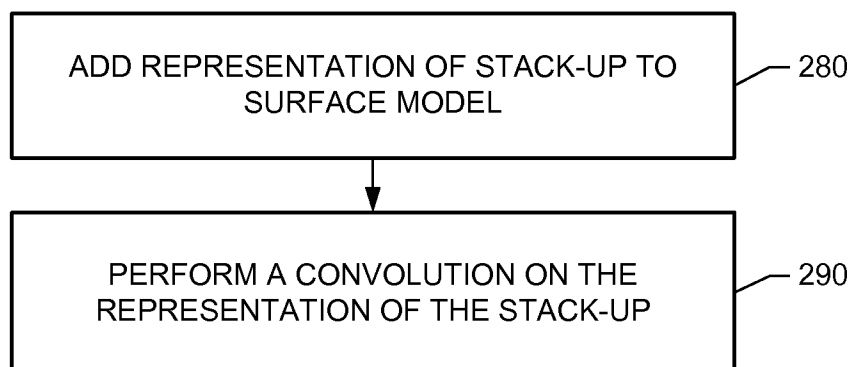 ADD REPRESENTATION OF STACK-UP TO
SURFACE MODEL
280
PERFORM A CONVOLUTION ON THE
REPRESENTATION OF THE STACK-UP
290